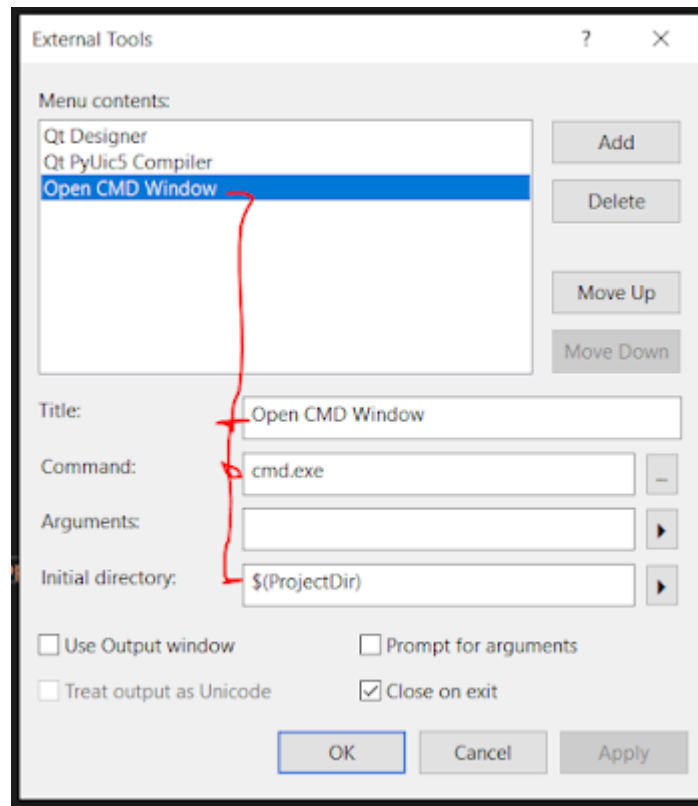 External Tools ?
Menu contents:
Qt Designer
Qt PyUic5 Compiler
Open CMD Window
Add
Delete
Move Up
Move Down
Title: Open CMD Window
Command: cmd.exe ...
Arguments:
Initial directory: $(ProjectDir)
Use Output window Prompt for arguments
Treat output as Unicode Close on exit
OK Cancel Apply